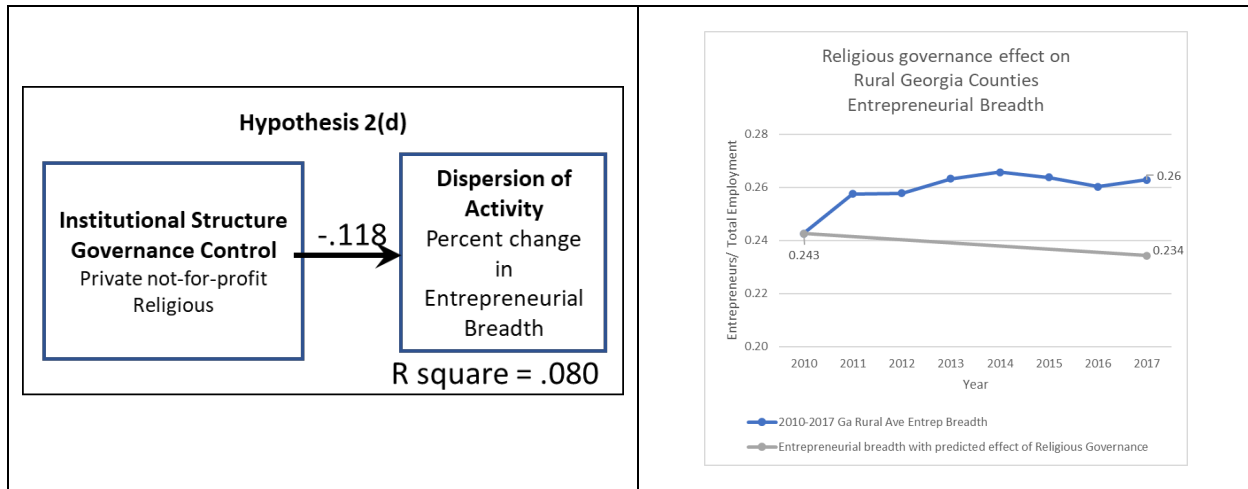 Hypothesis 2(d)
Institutional Structure
Governance Control
Private not-for-profit
Religious
-.118
Dispersion of
Activity
Percent change
in
Entrepreneurial
Breadth
R square = .080
Religious governance effect on
Rural Georgia Counties
Entrepreneurial Breadth
Entrepreneurs/ Total Employment
0.28
0.26
0.24
0.22
0.20
0.243
0.26
0.234
2010 2011 2012 2013 2014 2015 2016 2017
Year
2010-2017 Ga Rural Ave Entrep Breadth
Entrepreneurial breadth with predicted effect of Religious Governance